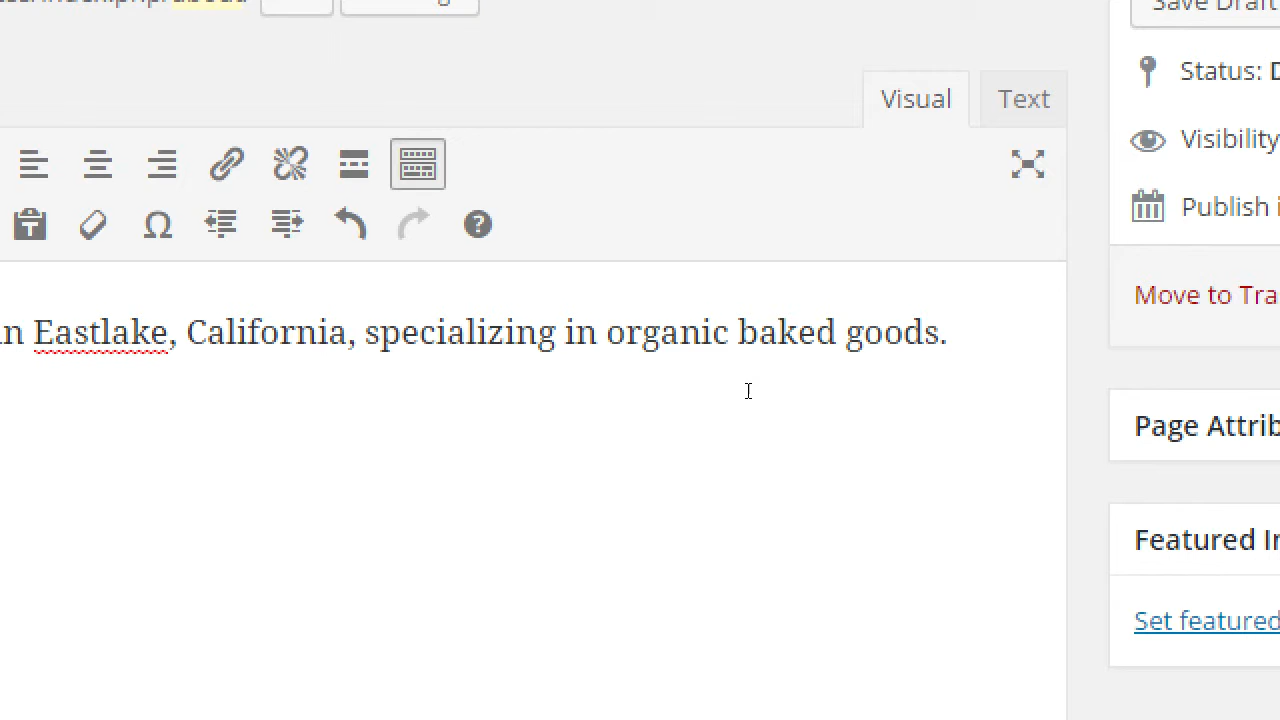 Save Draft
Visual
Text
Status: D
Visibility
Publish i
in Eastlake, California, specializing in organic baked goods.
Move to Tra
Page Attrib
Featured I
Set featured